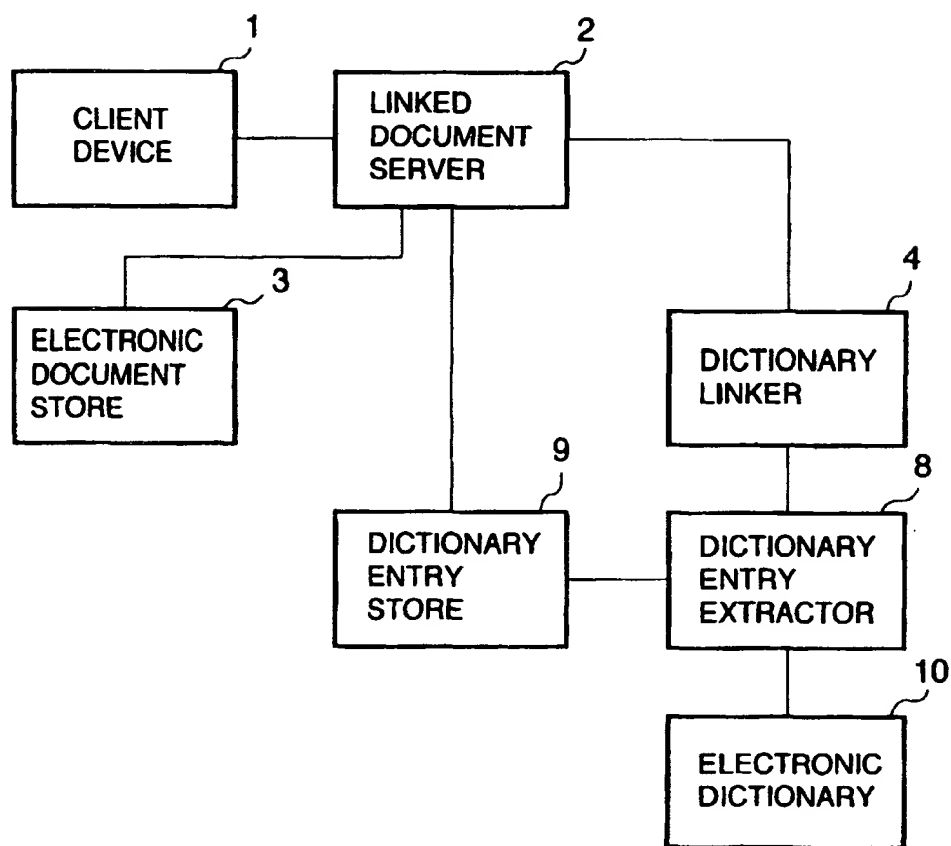 1
CLIENT
DEVICE
2
LINKED
DOCUMENT
SERVER
3
ELECTRONIC
DOCUMENT
STORE
4
DICTIONARY
LINKER
9
DICTIONARY
ENTRY
STORE
8
DICTIONARY
ENTRY
EXTRACTOR
10
ELECTRONIC
DICTIONARY